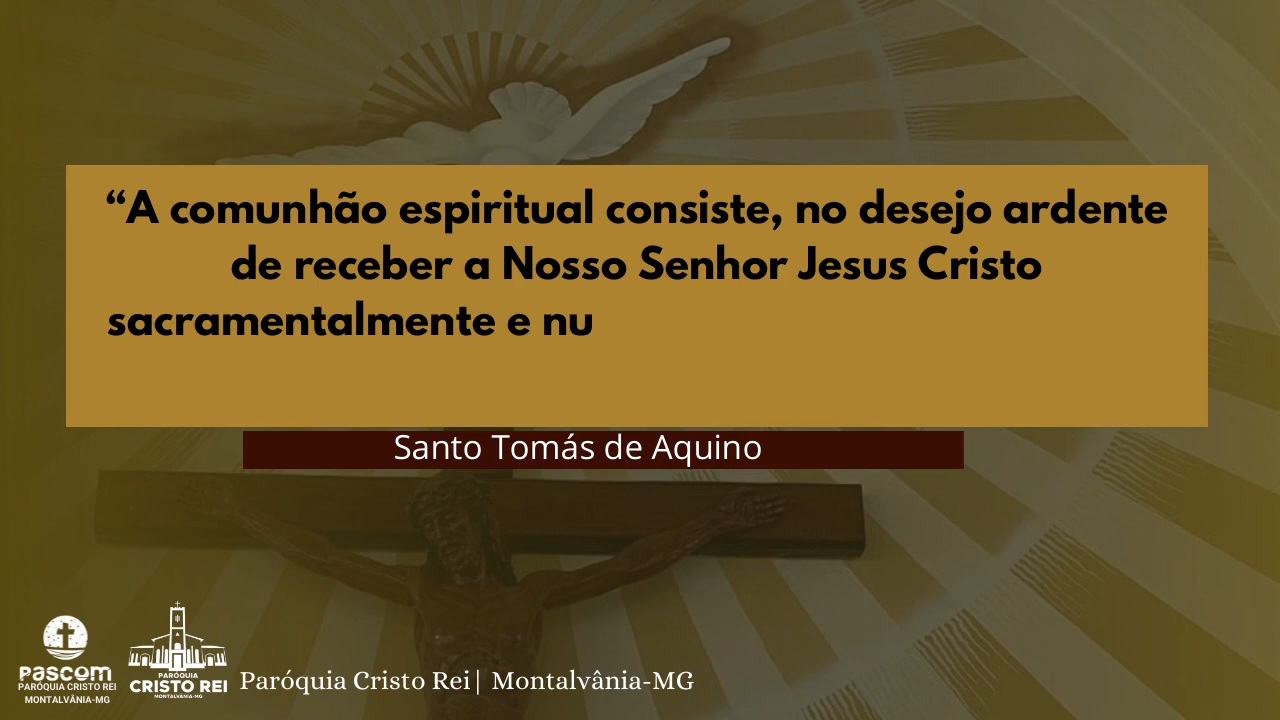 “A comunhão espiritual consiste, no desejo ardente
de receber a Nosso Senhor Jesus Cristo
sacramentalmente e nu
Santo Tomás de Aquino
pascom
PARÓQUIA CRISTO REI
MONTALVÂNIA-MG
PARÓQUIA
CRISTO REI
MONTALVÂNIA-MG
Paróquia Cristo Rei| Montalvânia-MG